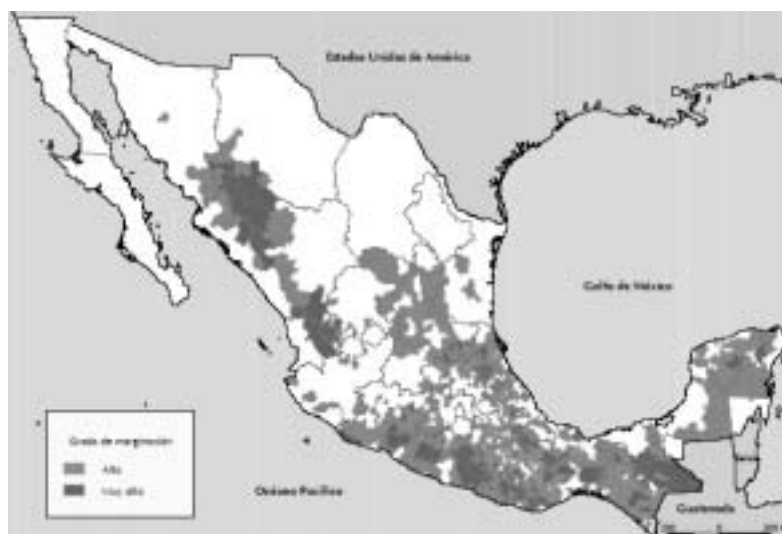 Estados Unidos de América
Golfo de México
Grado de marginación
Alto
Muy alto
Océano Pacífico
Guatemala